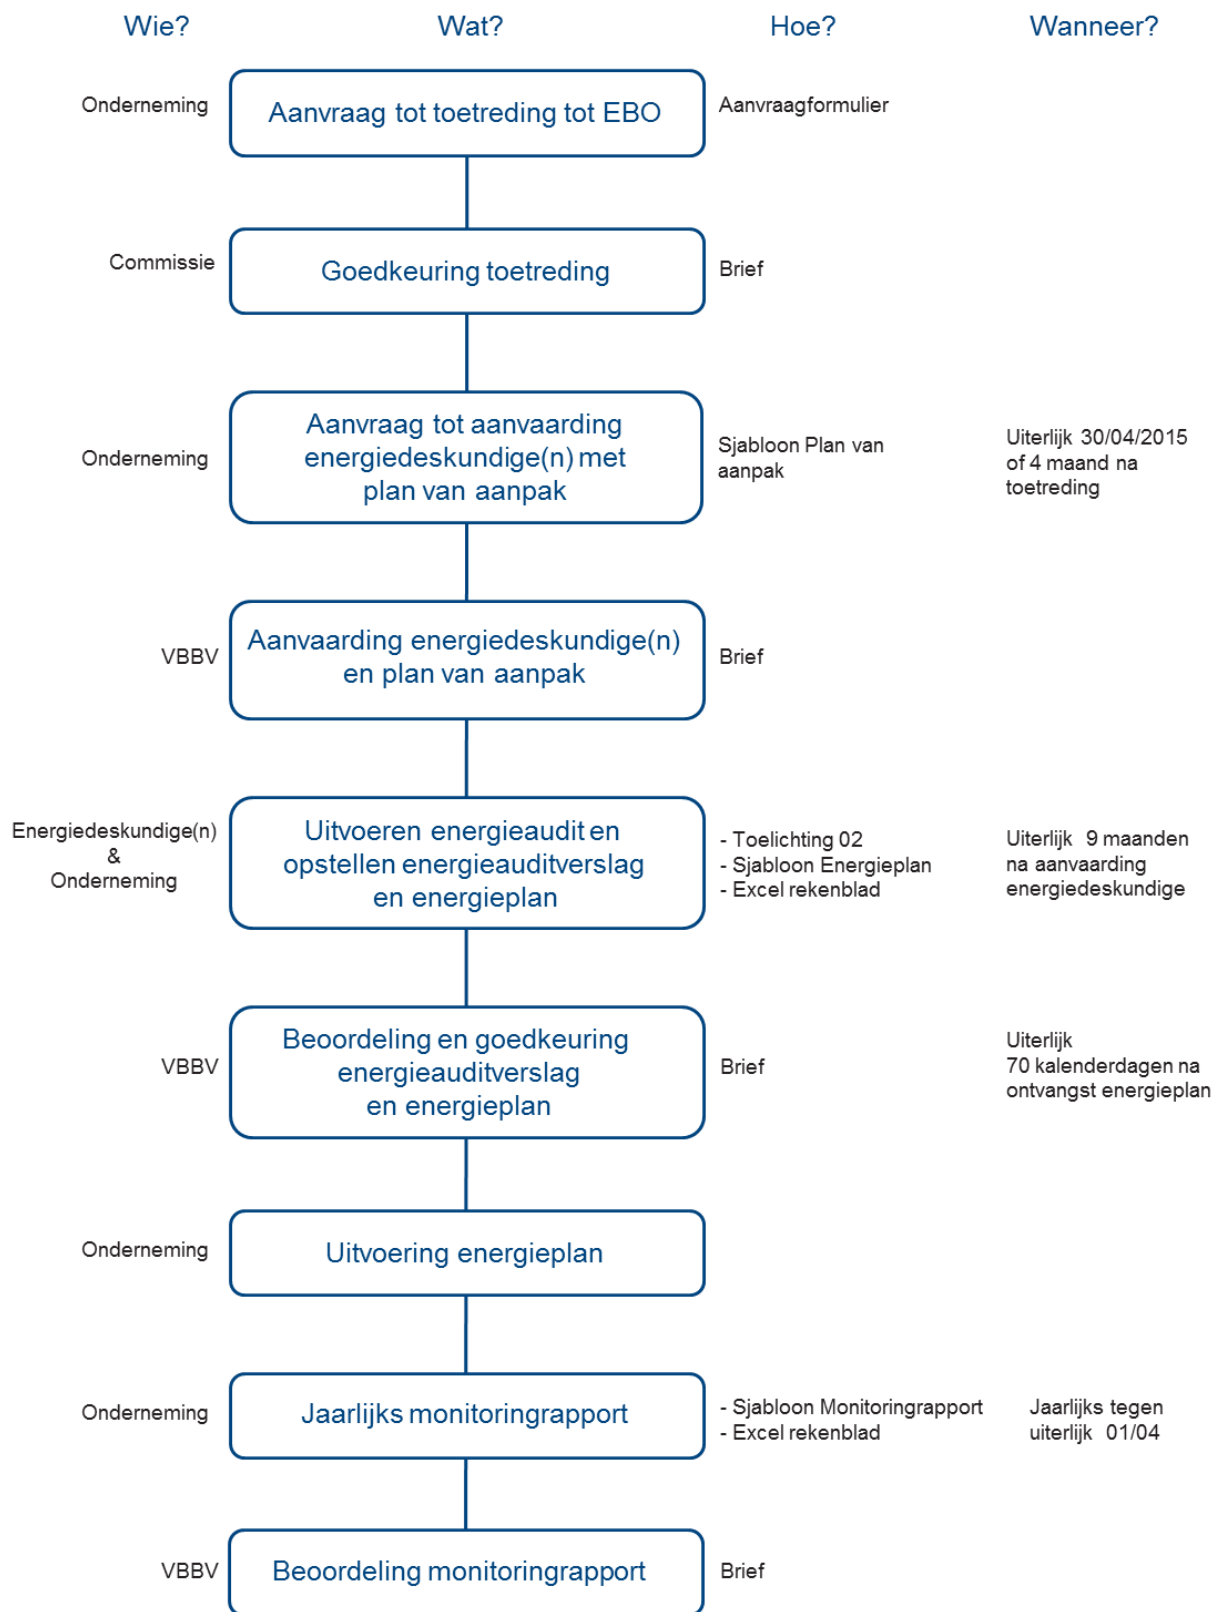 Wie?
Wat?
Hoe?
Wanneer?
Onderneming
Aanvraag tot toetreding tot EBO
Aanvraagformulier
Commissie
Goedkeuring toetreding
Brief
Onderneming
Aanvraag tot aanvaarding
energiedeskundige(n) met
plan van aanpak
Sjabloon Plan van
aanpak
Uiterlijk 30/04/2015
of 4 maand na
toetreding
VBBV
Aanvaarding energiedeskundige(n)
en plan van aanpak
Brief
Energiedeskundige(n)
&
Onderneming
Uitvoeren energieaudit en
opstellen energieauditverslag
en energieplan
- Toelichting 02
- Sjabloon Energieplan
- Excel rekenblad
Uiterlijk 9 maanden
na aanvaarding
energiedeskundige
VBBV
Beoordeling en goedkeuring
energieauditverslag
en energieplan
Brief
Uiterlijk
70 kalenderdagen na
ontvangst energieplan
Onderneming
Uitvoering energieplan
Onderneming
Jaarlijks monitoringrapport
- Sjabloon Monitoringrapport
- Excel rekenblad
Jaarlijks tegen
uiterlijk 01/04
VBBV
Beoordeling monitoringrapport
Brief